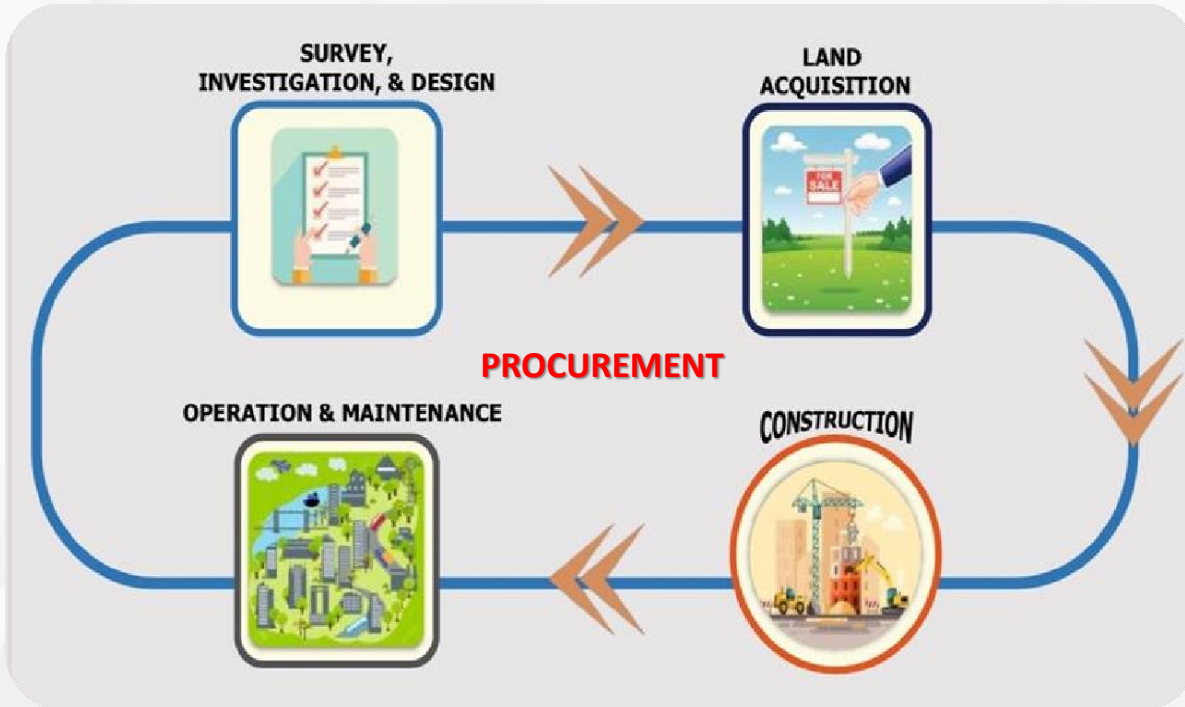 SURVEY,
INVESTIGATION, & DESIGN
LAND
ACQUISITION
FOR
SALE
PROCUREMENT
OPERATION & MAINTENANCE
CONSTRUCTION